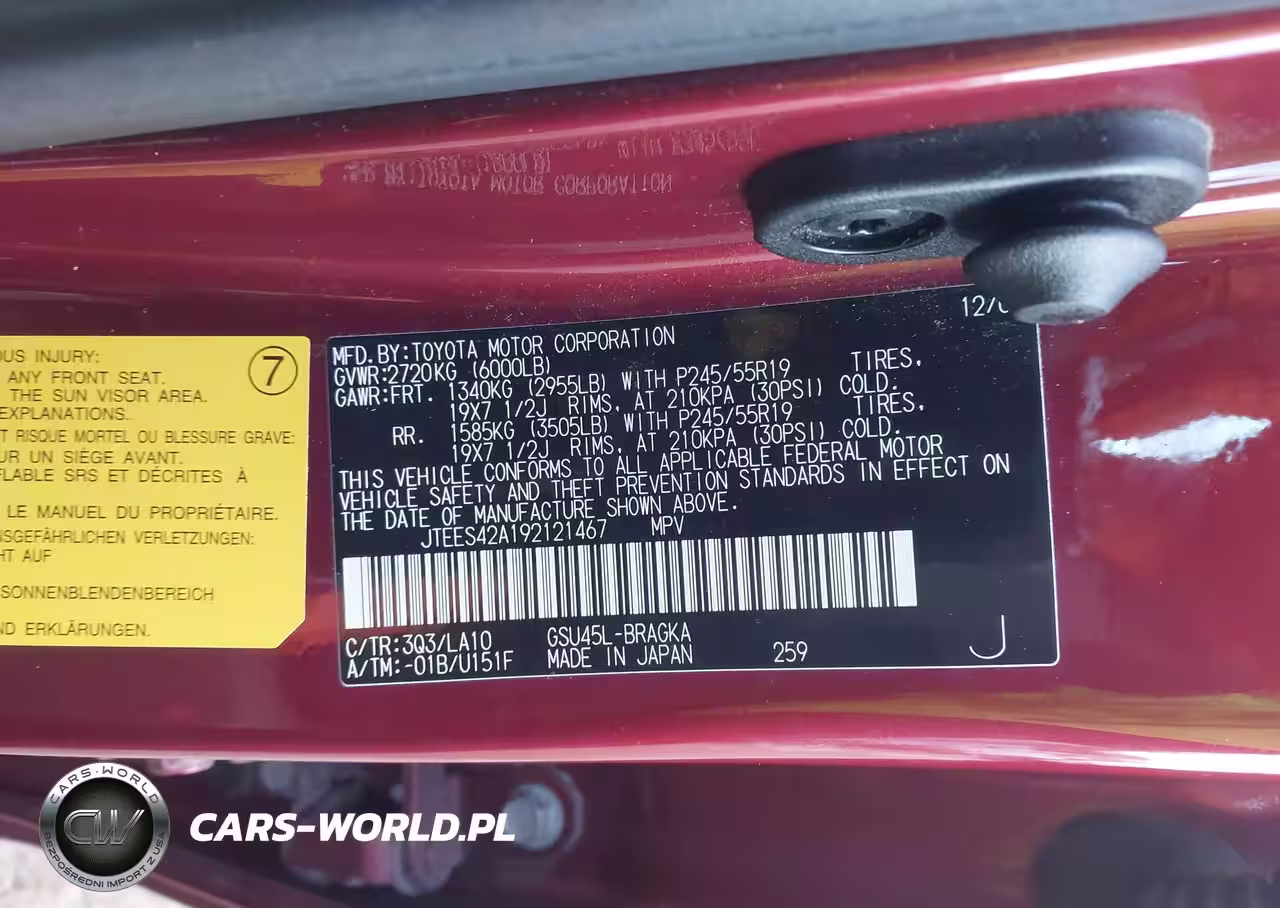 12/0
MFD.BY:TOYOTA MOTOR CORPORATION
GVWR:2720KG (6000LB)
GAWR:FRT. 1340KG (2955LB) WITH P245/55R19 TIRES,
19X7 1/2J RIMS, AT 210KPA (30PSI) COLD.
RR. 1585KG (3505LB) WITH P245/55R19 TIRES,
19X7 1/2J RIMS, AT 210KPA (30PSI) COLD.
THIS VEHICLE CONFORMS TO ALL APPLICABLE FEDERAL MOTOR
VEHICLE SAFETY AND THEFT PREVENTION STANDARDS IN EFFECT ON
THE DATE OF MANUFACTURE SHOWN ABOVE.
JTEES42A192121467 MPV
C/TR:3Q3/LA10 GSU45L-BRAGKA
A/TM:-01B/U151F MADE IN JAPAN 259 J
OUS INJURY: 7
ANY FRONT SEAT.
THE SUN VISOR AREA.
EXPLANATIONS.
T RISQUE MORTEL OU BLESSURE GRAVE:
UR UN SIÈGE AVANT.
FLABLE SRS ET DÉCRITES À
LE MANUEL DU PROPRIÉTAIRE.
NSGEFÄHRLICHEN VERLETZUNGEN:
HT AUF
SONNENBLENDENBEREICH
ND ERKLÄRUNGEN.
CARS-WORLD
CW
BEZPOŚREDNI IMPORT Z USA
CARS-WORLD.PL